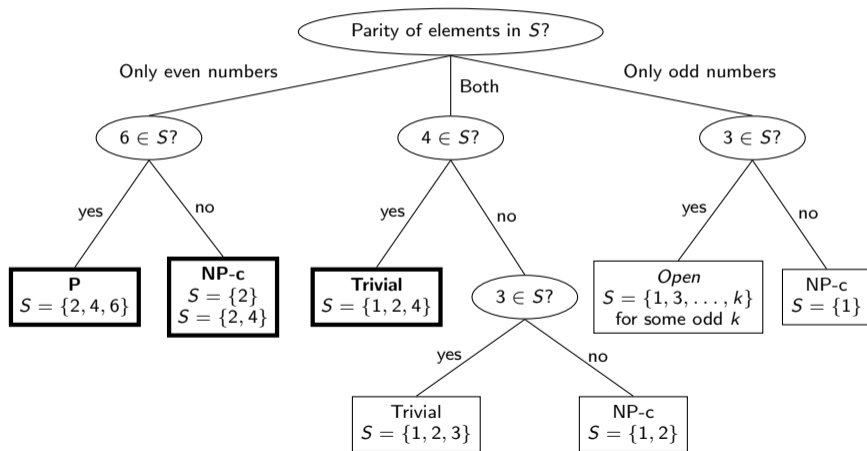 Parity of elements in S?
Only even numbers
Both
Only odd numbers
6 ∈ S?
4 ∈ S?
3 ∈ S?
yes
no
yes
no
yes
no
P
S = {2, 4, 6}
NP-c
S = {2}
S = {2, 4}
Trivial
S = {1, 2, 4}
3 ∈ S?
Open
S = {1, 3, . . . , k}
for some odd k
NP-c
S = {1}
yes
no
Trivial
S = {1, 2, 3}
NP-c
S = {1, 2}